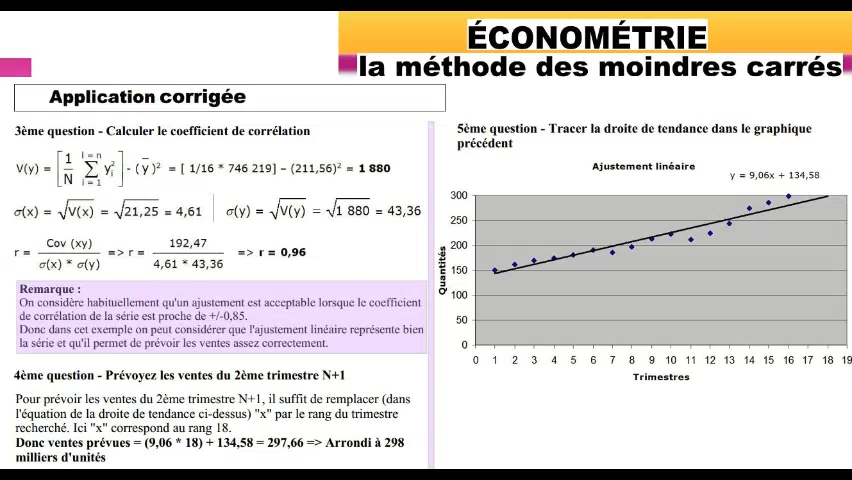 ÉCONOMÉTRIE
la méthode des moindres carrés
Application corrigée
3ème question - Calculer le coefficient de corrélation
V(y) = [ 1/N ∑ i=1 i=n y²i ] - (ȳ)² = [ 1/16 * 746 219] – (211,56)² = 1 880
σ(x) = √V(x) = √21,25 = 4,61 σ(y) = √V(y) = √1 880 = 43,36
r = Cov (xy) / σ(x) * σ(y) => r = 192,47 / 4,61 * 43,36 => r = 0,96
Remarque :
On considère habituellement qu'un ajustement est acceptable lorsque le coefficient
de corrélation de la série est proche de +/-0,85.
Donc dans cet exemple on peut considérer que l'ajustement linéaire représente bien
la série et qu'il permet de prévoir les ventes assez correctement.
4ème question - Prévoyez les ventes du 2ème trimestre N+1
Pour prévoir les ventes du 2ème trimestre N+1, il suffit de remplacer (dans
l'équation de la droite de tendance ci-dessus) "x" par le rang du trimestre
recherché. Ici "x" correspond au rang 18.
Donc ventes prévues = (9,06 * 18) + 134,58 = 297,66 => Arrondi à 298
milliers d'unités
5ème question - Tracer la droite de tendance dans le graphique
précédent
Ajustement linéaire
y = 9,06x + 134,58
Quantités
300
250
200
150
100
50
0
0 1 2 3 4 5 6 7 8 9 10 11 12 13 14 15 16 17 18 19
Trimestres